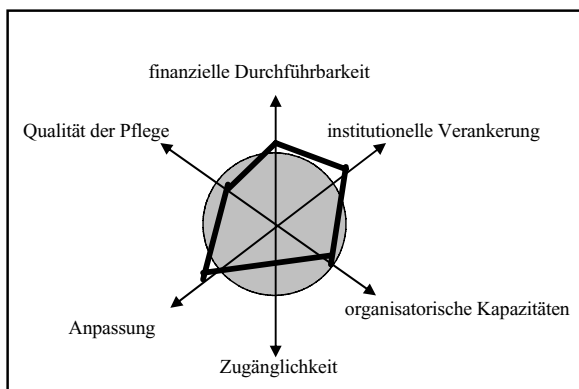 finanzielle Durchführbarkeit
Qualität der Pflege
institutionelle Verankerung
organisatorische Kapazitäten
Anpassung
Zugänglichkeit